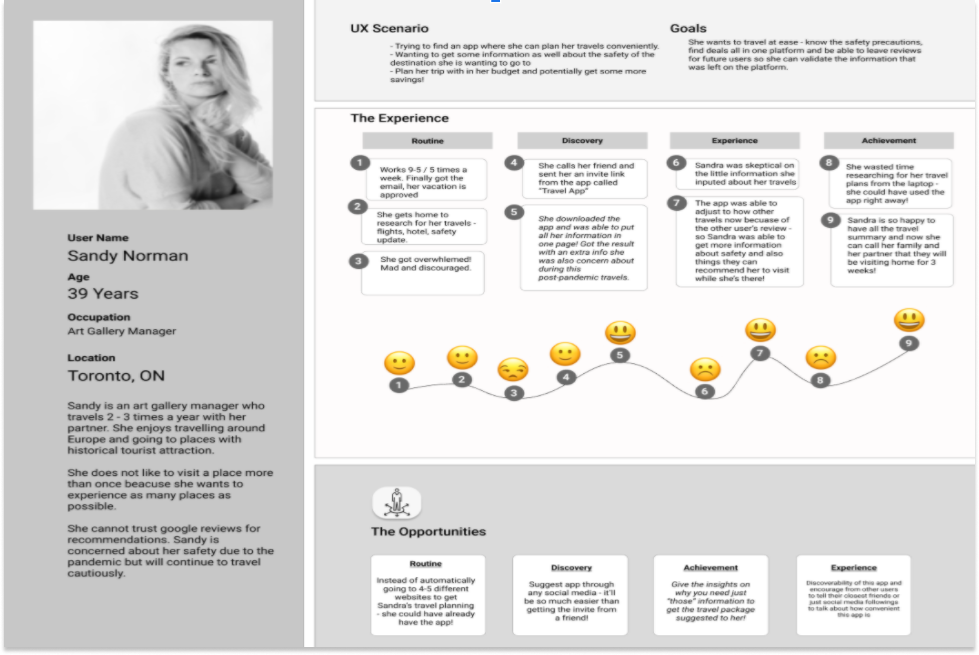 User Name
Sandy Norman
Age
39 Years
Occupation
Art Gallery Manager
Location
Toronto, ON
Sandy is an art gallery manager who
travels 2 - 3 times a year with her
partner. She enjoys travelling around
Europe and going to places with
historical tourist attraction.
She does not like to visit a place more
than once beacuse she wants to
experience as many places as
possible.
She cannot trust google reviews for
recommendations. Sandy is
concerned about her safety due to the
pandemic but will continue to travel
cautiously.
UX Scenario
- Trying to find an app where she can plan her travels conveniently.
- Wanting to get some information as well about the safety of the
destination she is wanting to go to
- Plan her trip with in her budget and potentially get some more
savings!
Goals
She wants to travel at ease - know the safety precautions,
find deals all in one platform and be able to leave reviews
for future users so she can validate the information that
was left on the platform.
The Experience
Routine
1
Works 9-5 / 5 times a
week. Finally got the
email, her vacation is
approved
2
She gets home to
research for her travels -
flights, hotel, safety
update.
3
She got overwhlemed!
Mad and discouraged.
Discovery
4
She calls her friend and
sent her an invite link
from the app called
"Travel App"
5
She downloaded the
app and was able to put
all her information in
one page! Got the result
with an extra info she
was also concern about
during this
post-pandemic travels.
Experience
6
Sandra was skeptical on
the little information she
inputed about her travels
7
The app was able to
adjust to how other
travels now becuase of
the other user's review -
so Sandra was able to
get more information
about safety and also
things they can
recommend her to visit
while she's there!
Achievement
8
She wasted time
researching for her travel
plans from the laptop -
she could have used the
app right away!
9
Sandra is so happy to
have all the travel
summary and now she
can call her family and
her partner that they will
be visiting home for 3
weeks!
1
2
3
4
5
6
7
8
9
The Opportunities
Routine
Instead of automatically
going to 4-5 different
websites to get
Sandra's travel planning
- she could have already
have the app!
Discovery
Suggest app through
any social media - it'll
be so much easier than
getting the invite from
a friend!
Achievement
Give the insights on
why you need just
"those" information to
get the travel package
suggested to her!
Experience
Discoverability of this app and
encourage from other users
to tell their closest friends or
just social media followings
to talk about how convenient
this app is